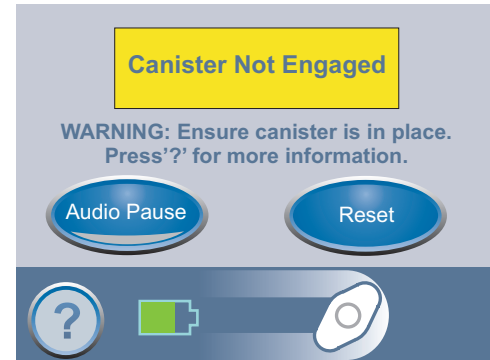 Canister Not Engaged
WARNING: Ensure canister is in place.
Press'?’ for more information.
Audio Pause
Reset
?